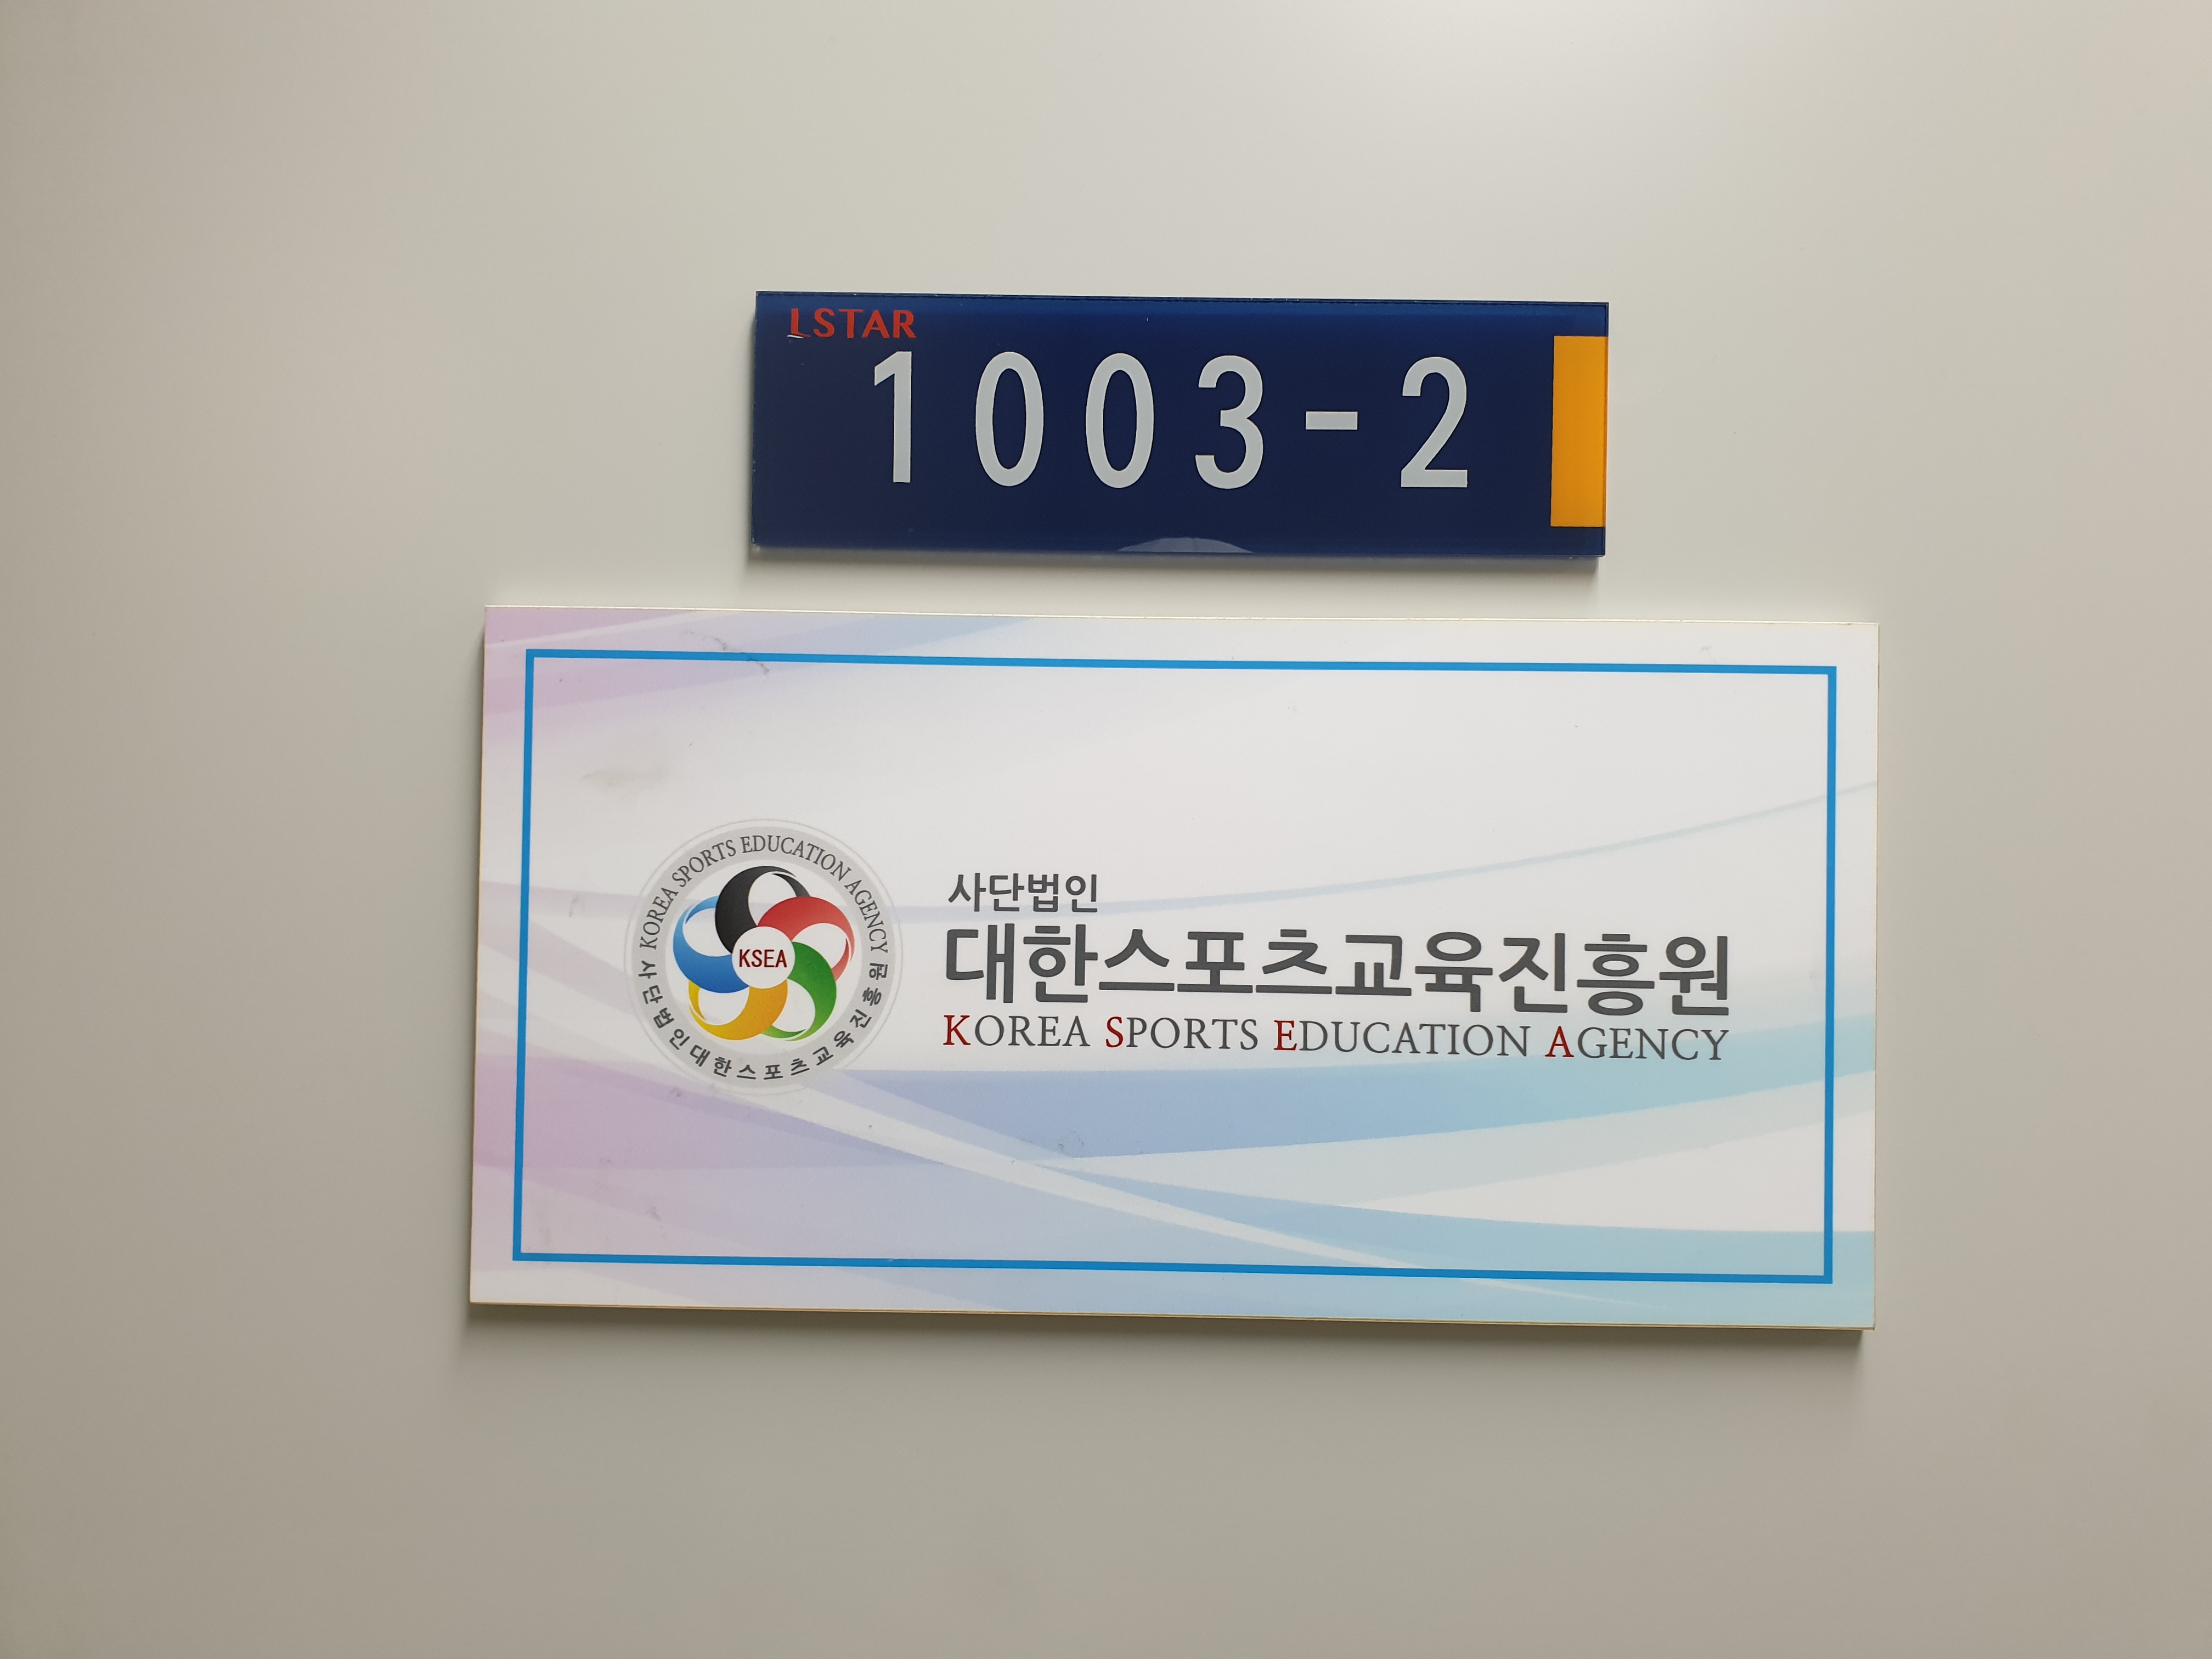 LSTAR
1003-2
KOREA SPORTS EDUCATION AGENCY
사단법인대한스포츠교육진흥원
KSEA
사단법인
대한스포츠교육진흥원
KOREA SPORTS EDUCATION AGENCY